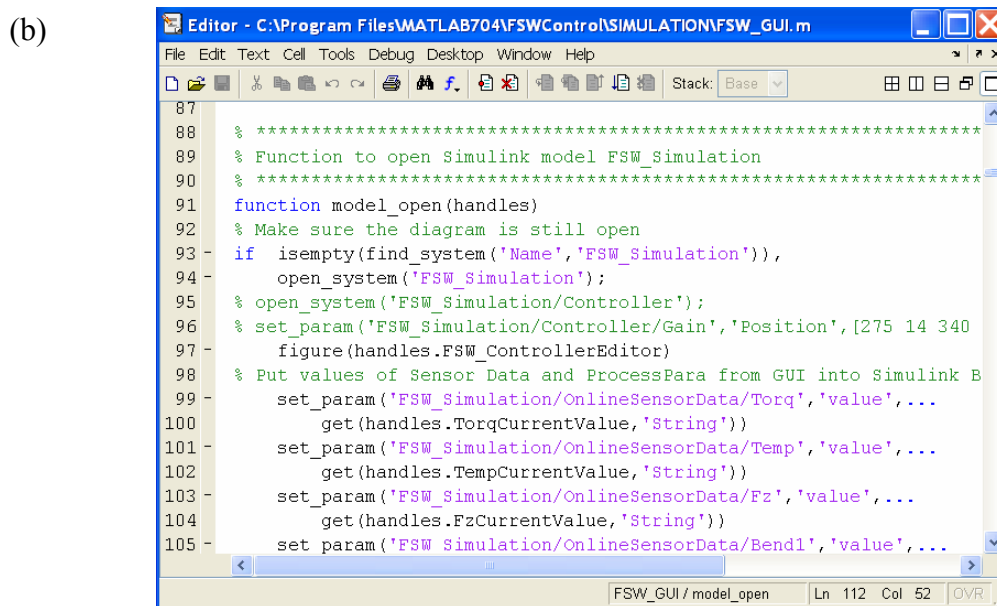 (b)
Editor - C:\Program Files\MATLAB704\FSWControl\SIMULATION\FSW_GUI.m
File Edit Text Cell Tools Debug Desktop Window Help
Stack: Base
87
88 % ******************************************************************
89 % Function to open Simulink model FSW_Simulation
90 % ******************************************************************
91 function model_open(handles)
92 % Make sure the diagram is still open
93 - if isempty(find_system('Name','FSW_Simulation')),
94 - open_system('FSW_Simulation');
95 % open_system('FSW_Simulation/Controller');
96 % set_param('FSW_Simulation/Controller/Gain','Position',[275 14 340
97 - figure(handles.FSW_ControllerEditor)
98 % Put values of Sensor Data and ProcessPara from GUI into Simulink B
99 - set_param('FSW_Simulation/OnlineSensorData/Torq','value',...
100 get(handles.TorqCurrentValue,'String'))
101 - set_param('FSW_Simulation/OnlineSensorData/Temp','value',...
102 get(handles.TempCurrentValue,'String'))
103 - set_param('FSW_Simulation/OnlineSensorData/Fz','value',...
104 get(handles.FzCurrentValue,'String'))
105 - set_param('FSW_Simulation/OnlineSensorData/Bend1','value',...
FSW_GUI / model_open Ln 112 Col 52 OVR